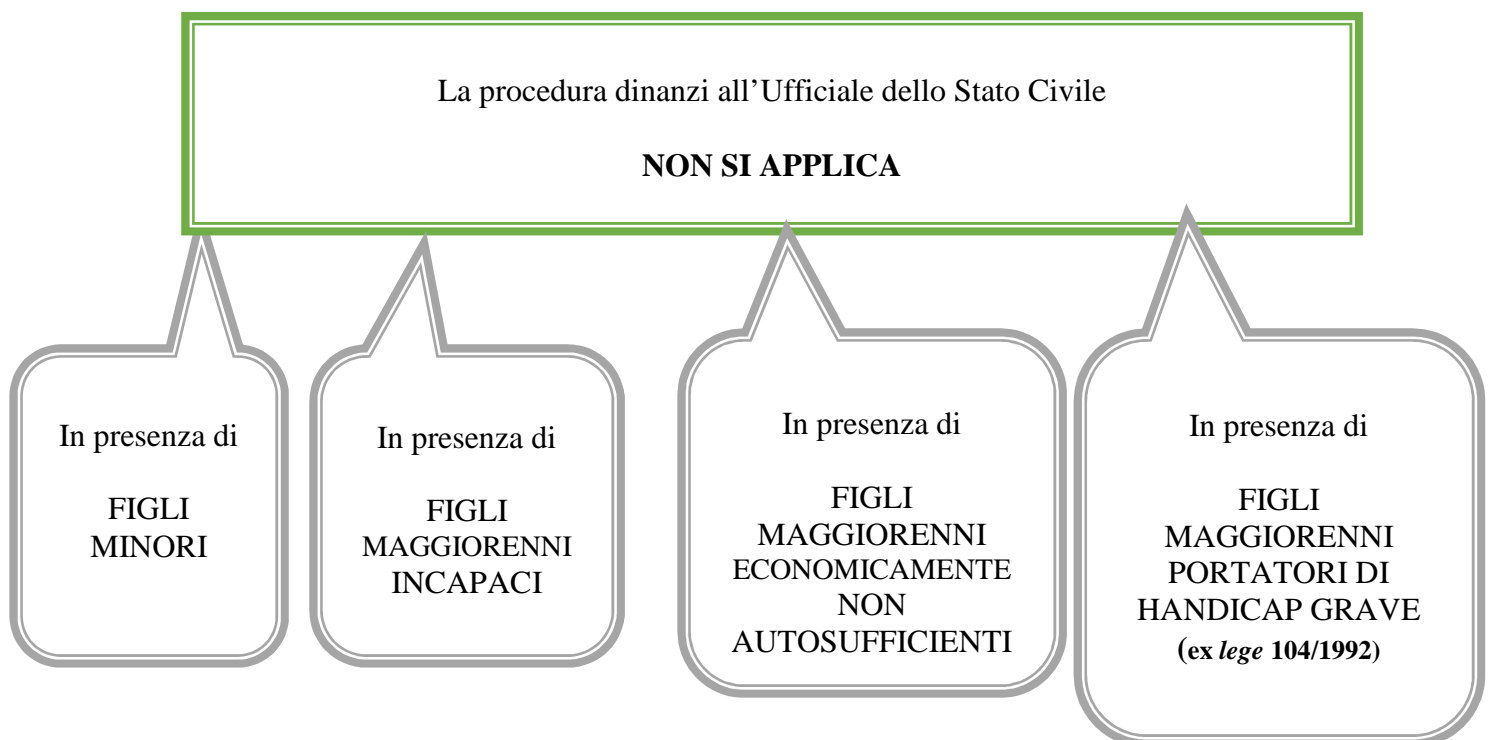 La procedura dinanzi all’Ufficiale dello Stato Civile
NON SI APPLICA
In presenza di
FIGLI
MINORI
In presenza di
FIGLI
MAGGIORENNI
INCAPACI
In presenza di
FIGLI
MAGGIORENNI
ECONOMICAMENTE
NON
AUTOSUFFICIENTI
In presenza di
FIGLI
MAGGIORENNI
PORTATORI DI
HANDICAP GRAVE
(ex lege 104/1992)